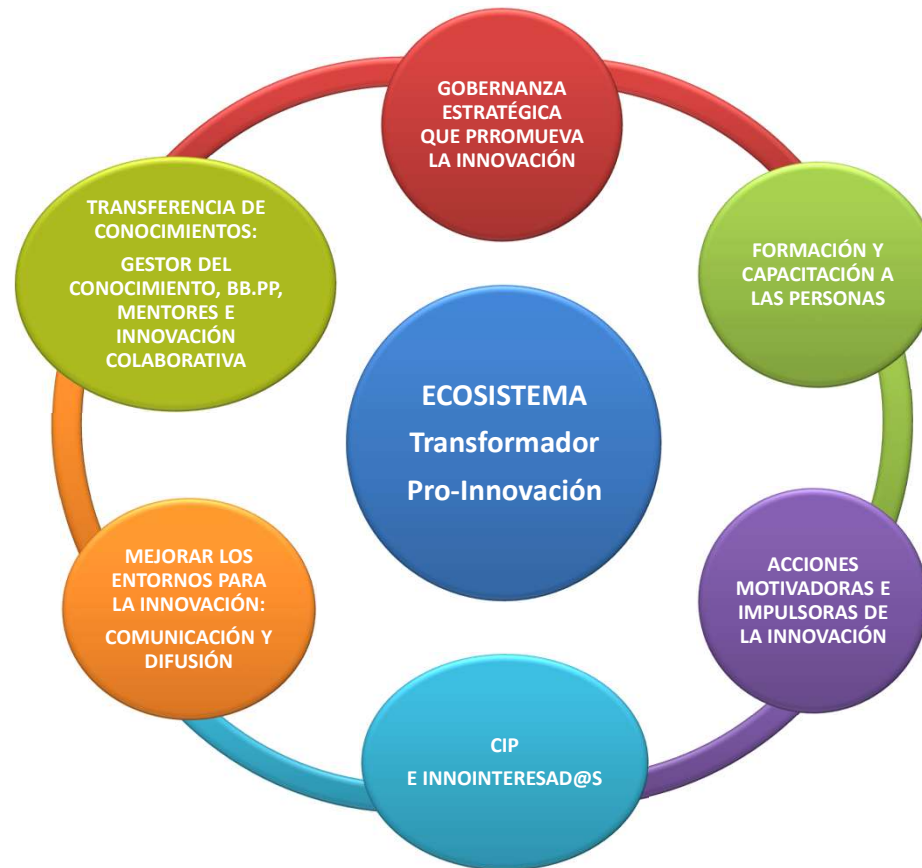 GOBERNANZA
ESTRATÉGICA
QUE PRROMUEVA
LA INNOVACIÓN
FORMACIÓN Y
CAPACITACIÓN A
LAS PERSONAS
ACCIONES
MOTIVADORAS E
IMPULSORAS DE
LA INNOVACIÓN
CIP
E INNOINTERESAD@S
MEJORAR LOS
ENTORNOS PARA
LA INNOVACIÓN:
COMUNICACIÓN Y
DIFUSIÓN
TRANSFERENCIA DE
CONOCIMIENTOS:
GESTOR DEL
CONOCIMIENTO, BB.PP,
MENTORES E
INNOVACIÓN
COLABORATIVA
ECOSISTEMA
Transformador
Pro-Innovación